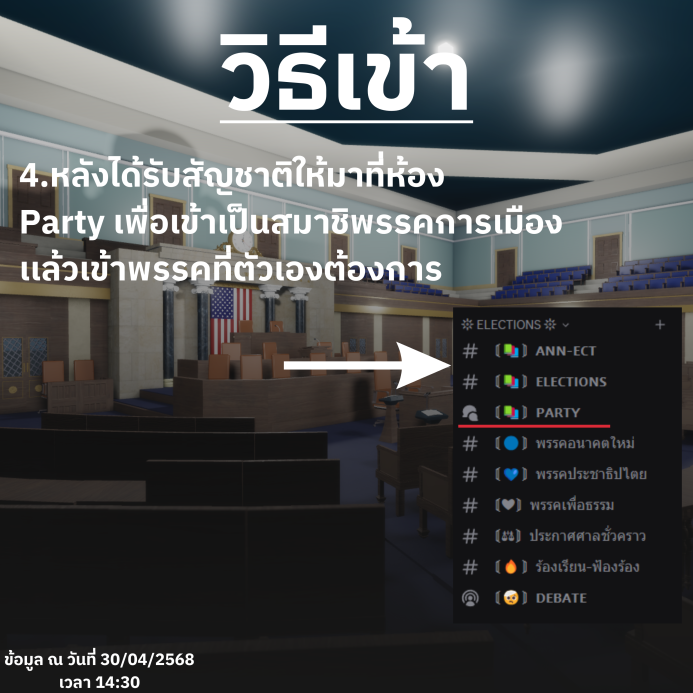 วิธีเข้า
4.หลังได้รับสัญชาติให้มาที่ห้อง
Party เพื่อเข้าเป็นสมาชิพรรคการเมือง
แล้วเข้าพรรคที่ตัวเองต้องการ
❊ ELECTIONS ❊
# 〘🗳〙 ANN-ECT
# 〘🗳〙 ELECTIONS
〘🗳〙 PARTY
# 〘🔵〙 พรรคอนาคตใหม่
# 〘💙〙 พรรคประชาธิปไตย
# 〘🤍〙 พรรคเพื่อธรรม
# 〘⚖〙 ประกาศศาลชั่วคราว
# 〘🔥〙 ร้องเรียน-ฟ้องร้อง
〘🤕〙 DEBATE
ข้อมูล ณ วันที่ 30/04/2568
เวลา 14:30